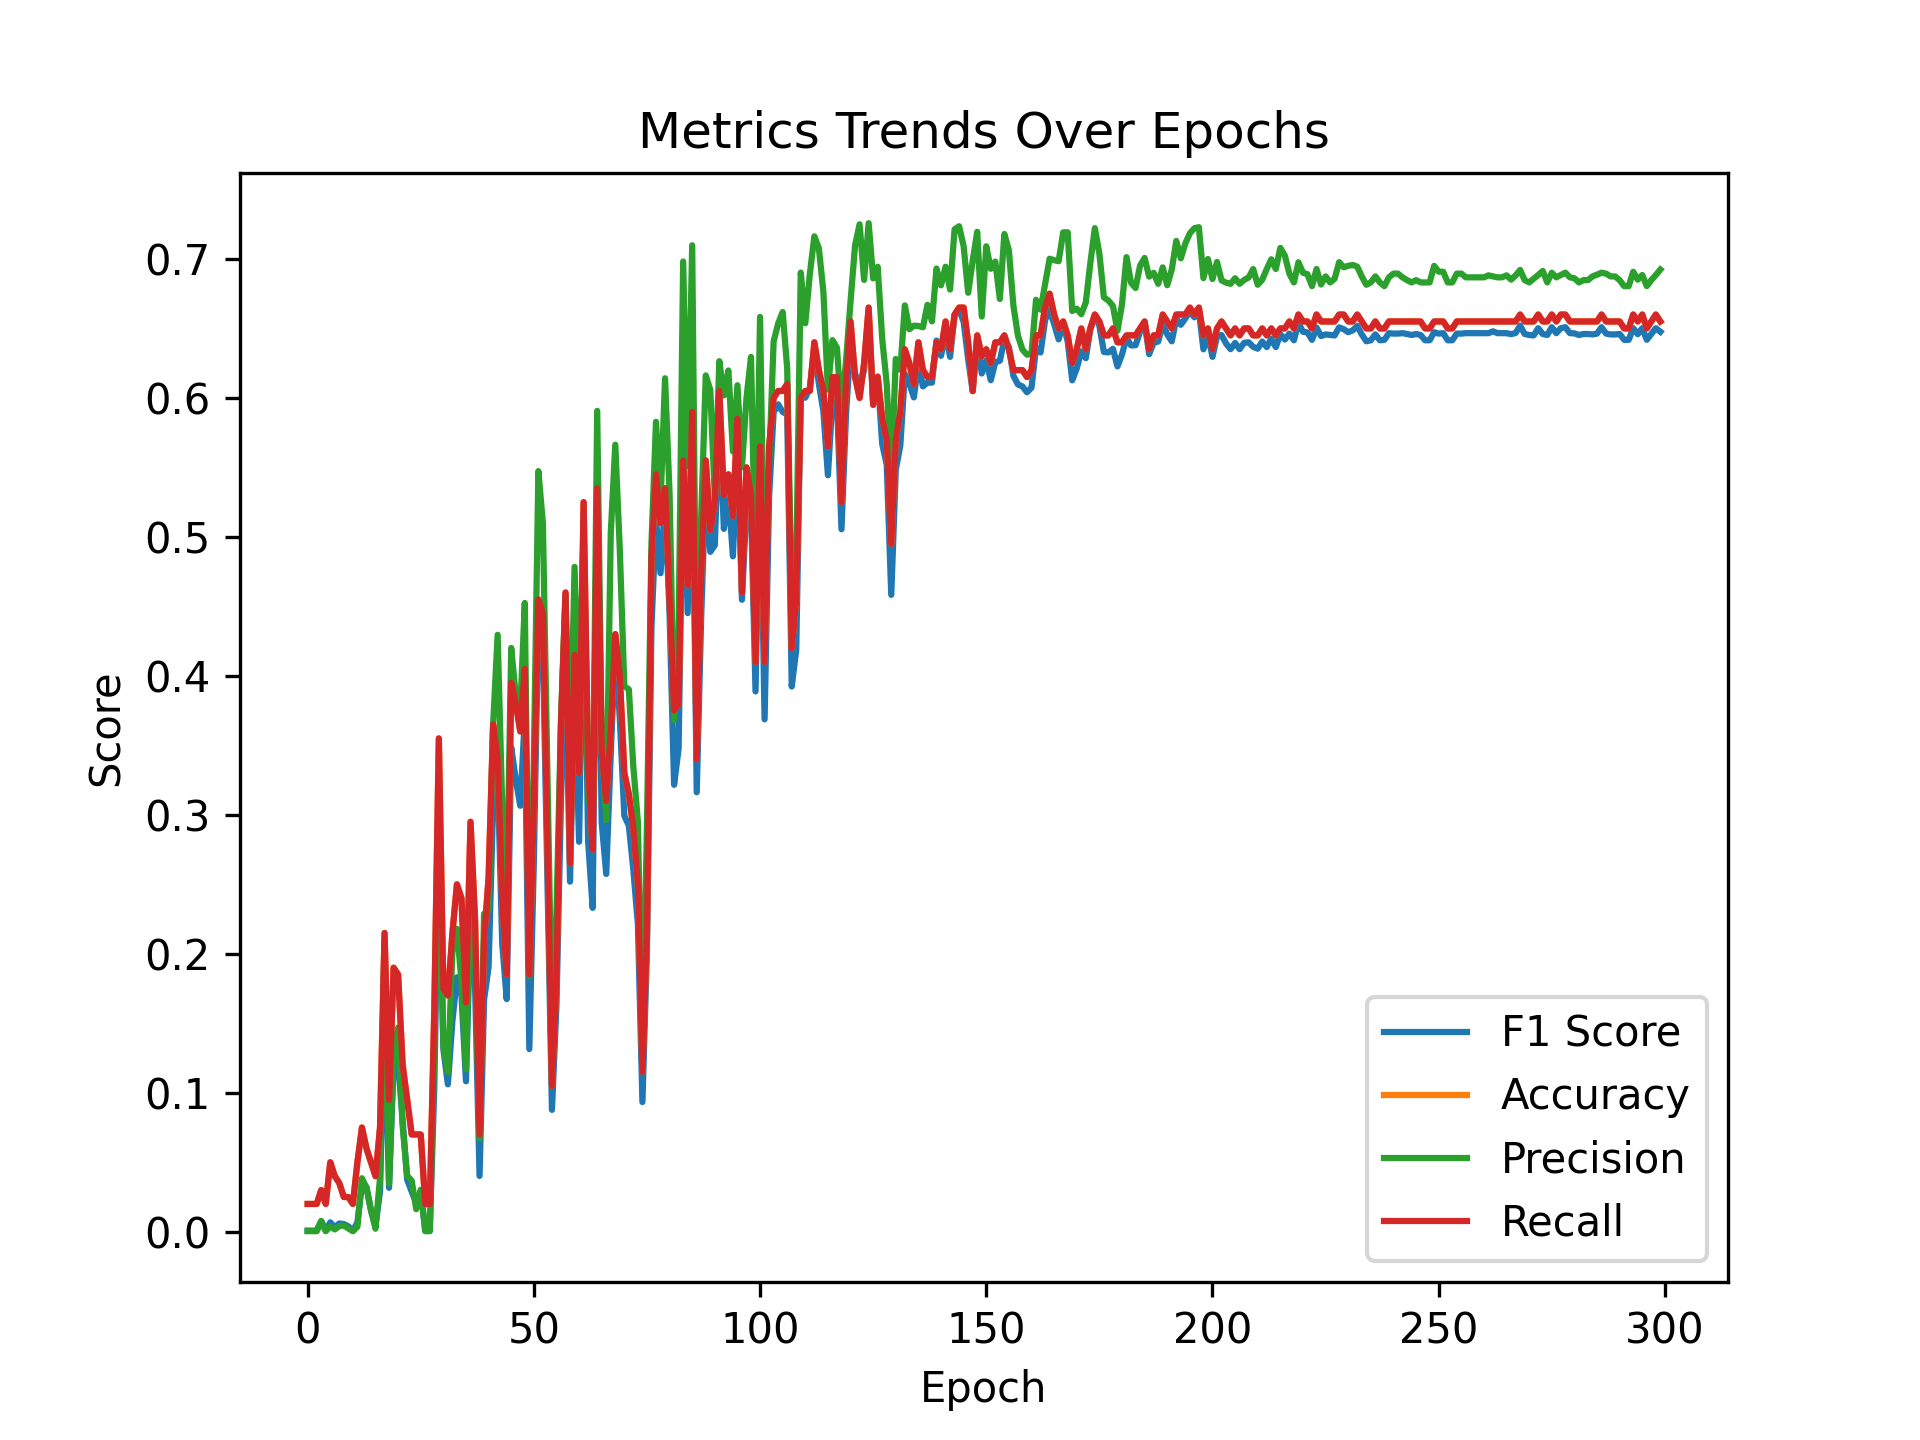 Metrics Trends Over Epochs
Score
0.7
0.6
0.5
0.4
0.3
0.2
0.1
0.0
F1 Score
Accuracy
Precision
Recall
0 50 100 150 200 250 300
Epoch